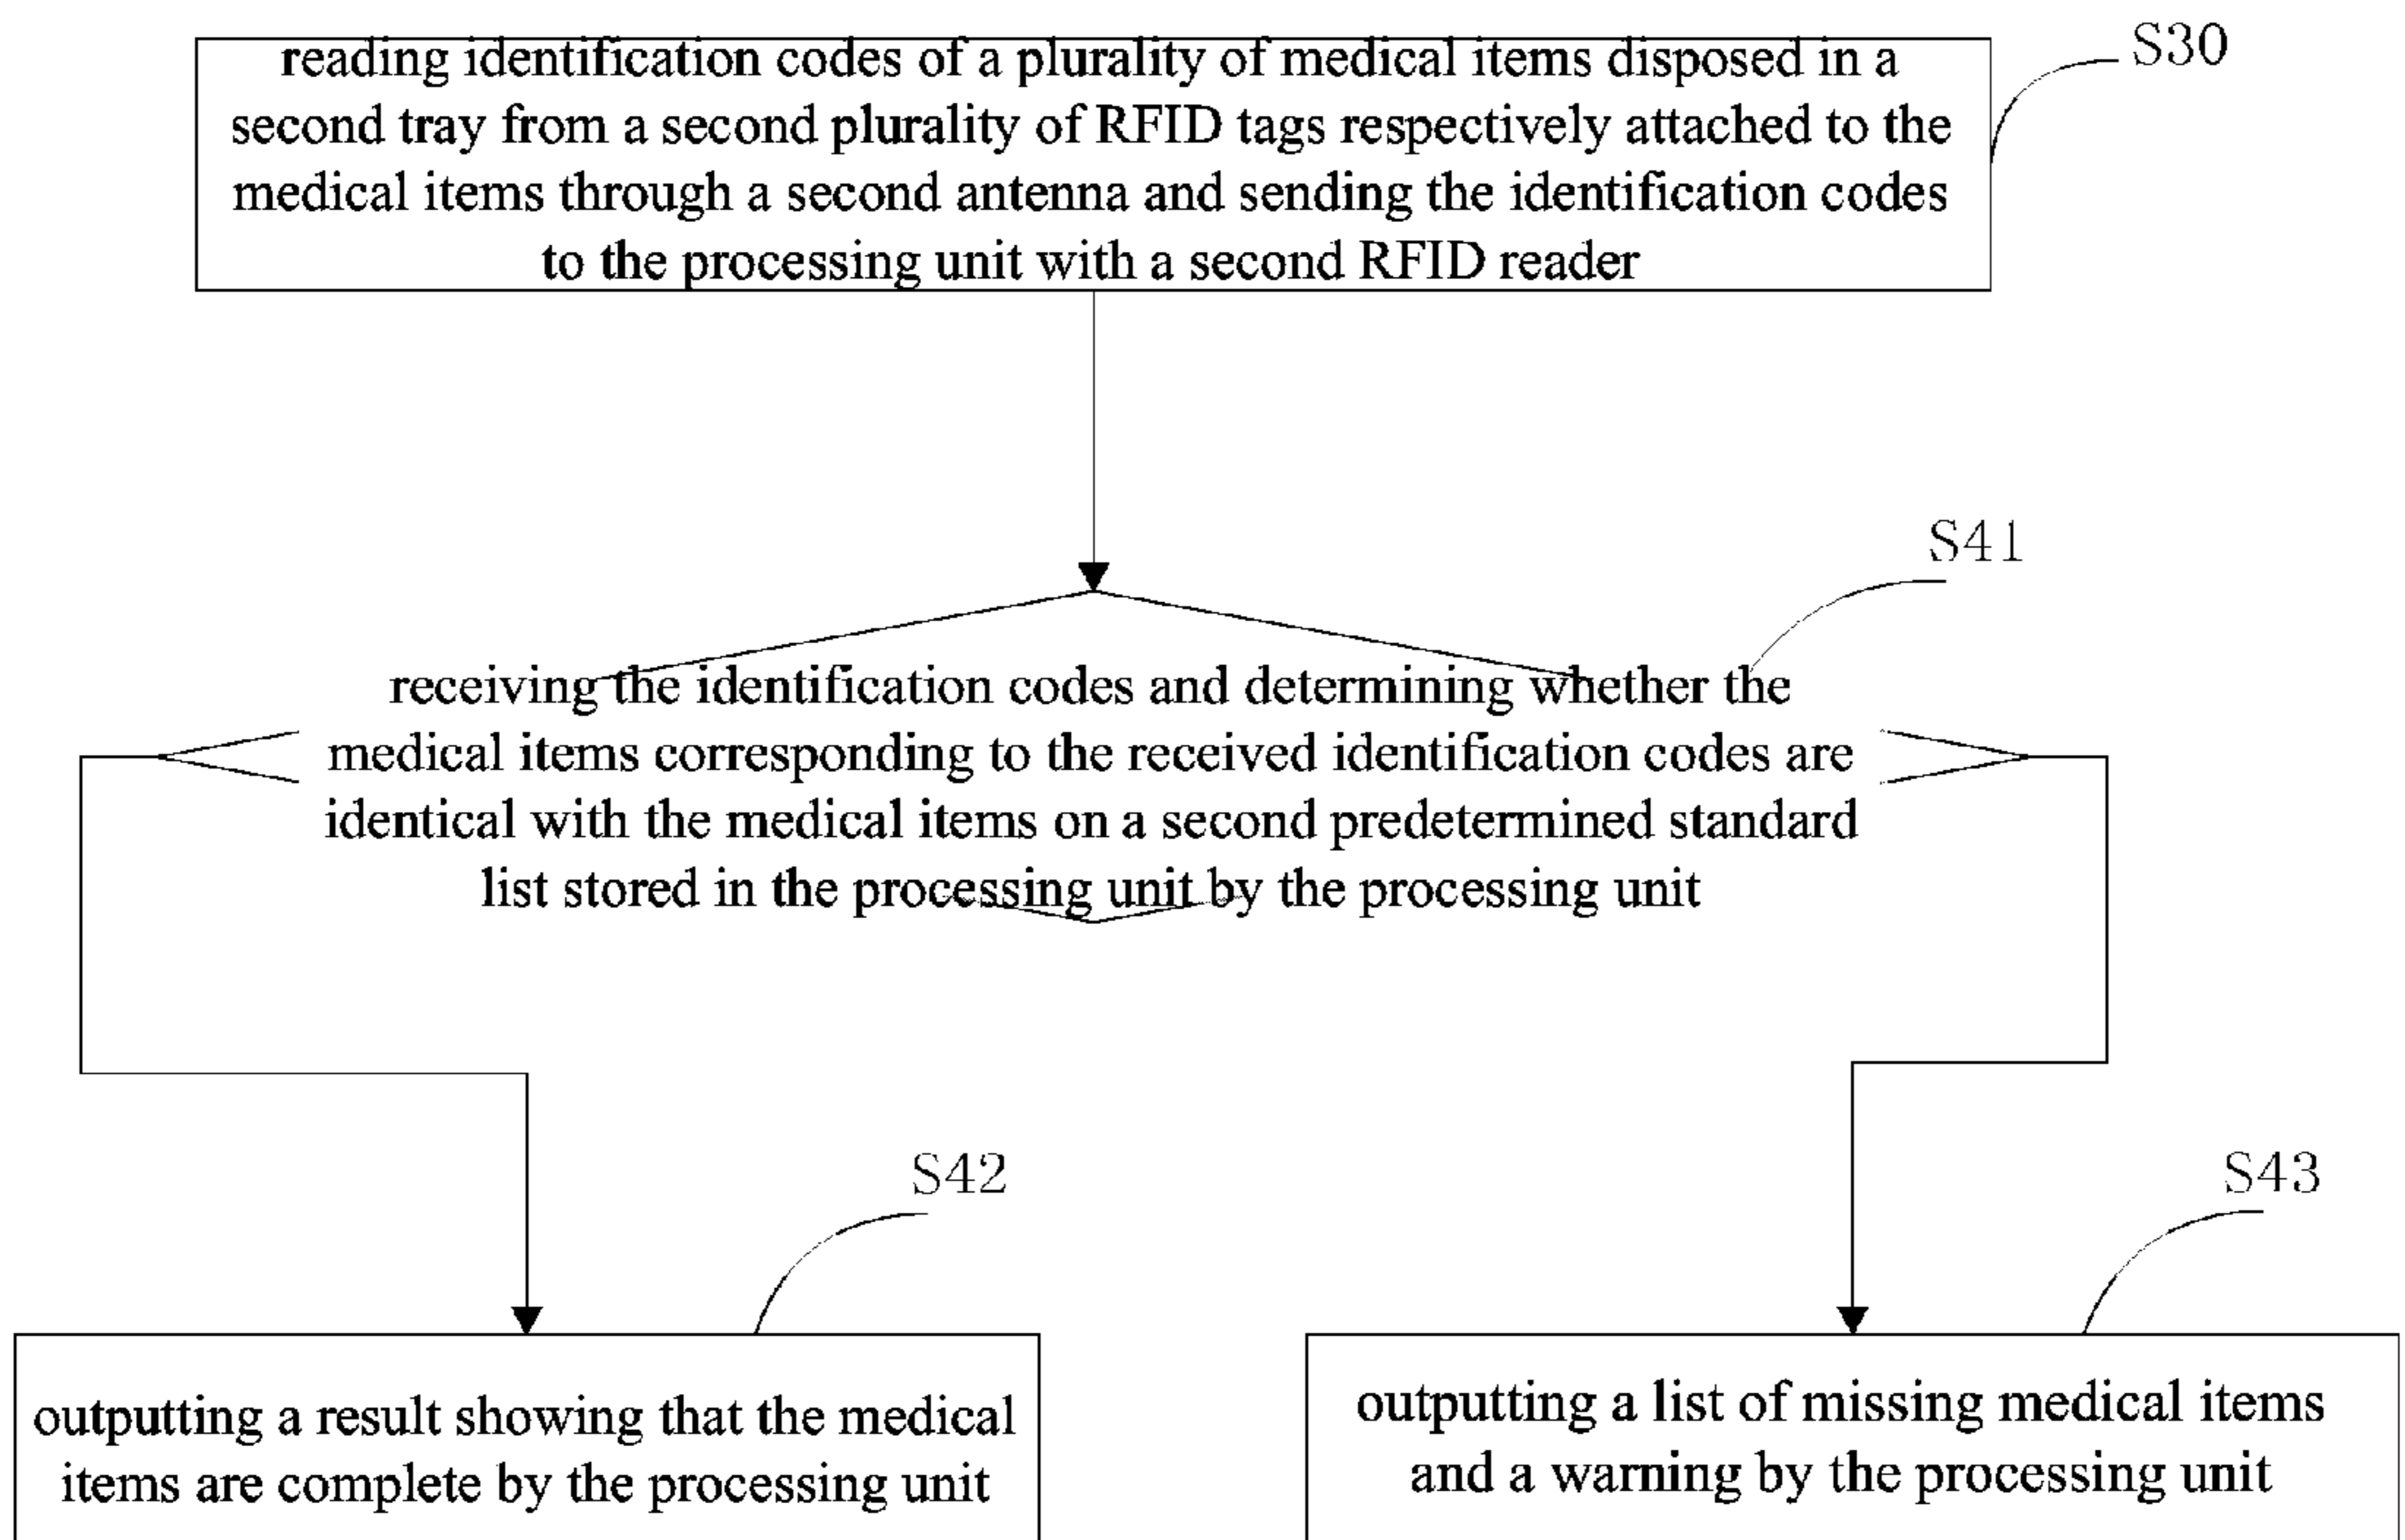 reading identification codes of a plurality of medical items disposed in a
second tray from a second plurality of RFID tags respectively attached to the
medical items through a second antenna and sending the identification codes
to the processing unit with a second RFID reader
S30
S41
receiving the identification codes and determining whether the
medical items corresponding to the received identification codes are
identical with the medical items on a second predetermined standard
list stored in the processing unit by the processing unit
S42
outputting a result showing that the medical
items are complete by the processing unit
S43
outputting a list of missing medical items
and a warning by the processing unit